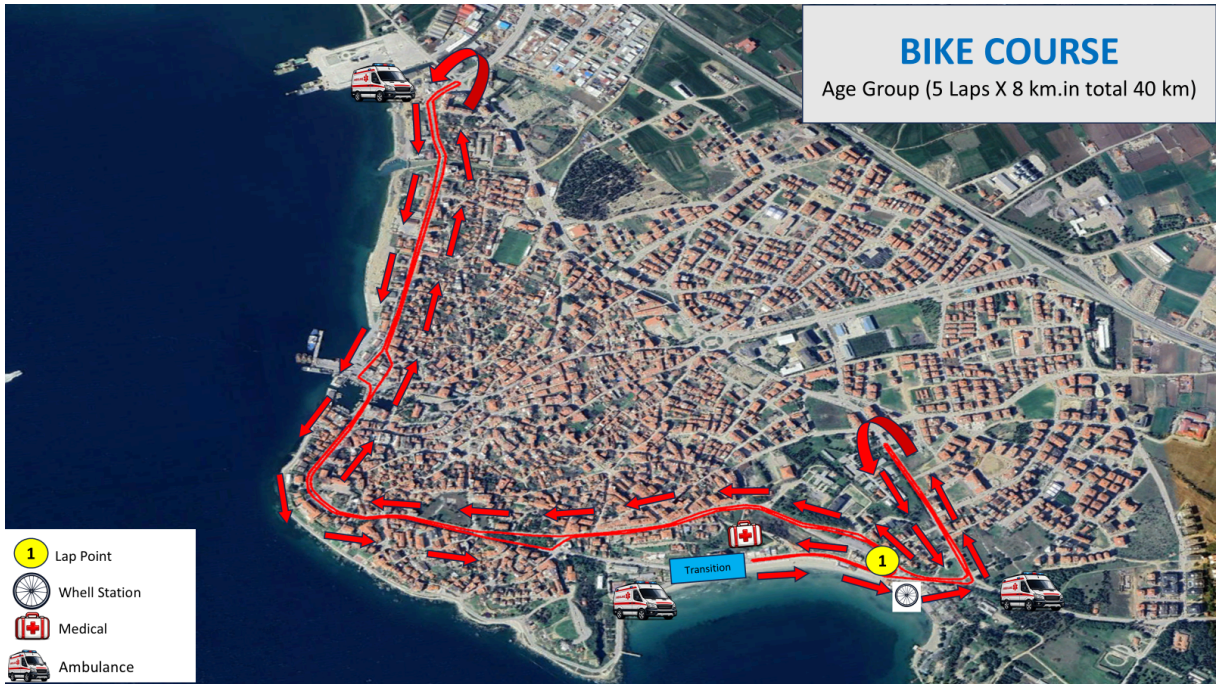 BIKE COURSE
Age Group (5 Laps X 8 km.in total 40 km)
Transition
1
1 Lap Point
Whell Station
Medical
Ambulance